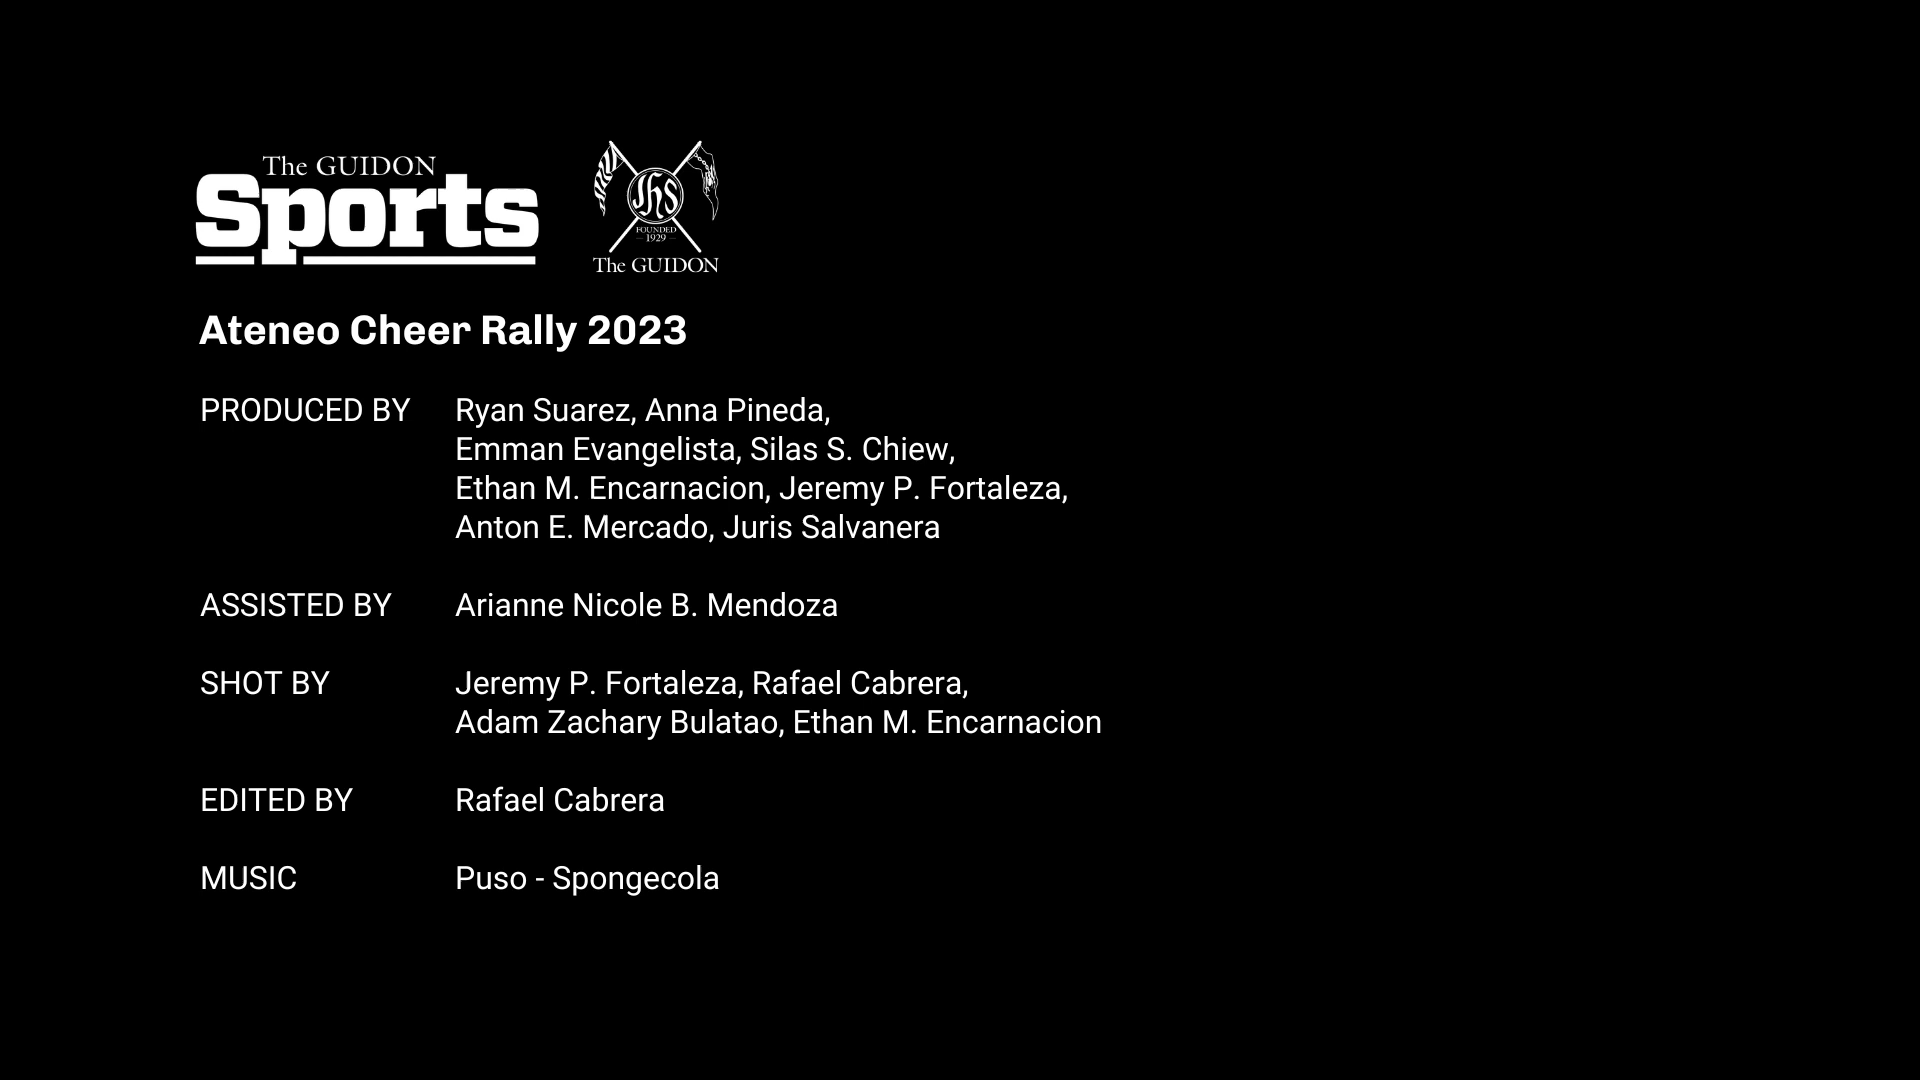 The GUIDON
Sports
JHS
FOUNDED
1929
The GUIDON
Ateneo Cheer Rally 2023
PRODUCED BY Ryan Suarez, Anna Pineda,
Emman Evangelista, Silas S. Chiew,
Ethan M. Encarnacion, Jeremy P. Fortaleza,
Anton E. Mercado, Juris Salvanera
ASSISTED BY Arianne Nicole B. Mendoza
SHOT BY Jeremy P. Fortaleza, Rafael Cabrera,
Adam Zachary Bulatao, Ethan M. Encarnacion
EDITED BY Rafael Cabrera
MUSIC Puso - Spongecola